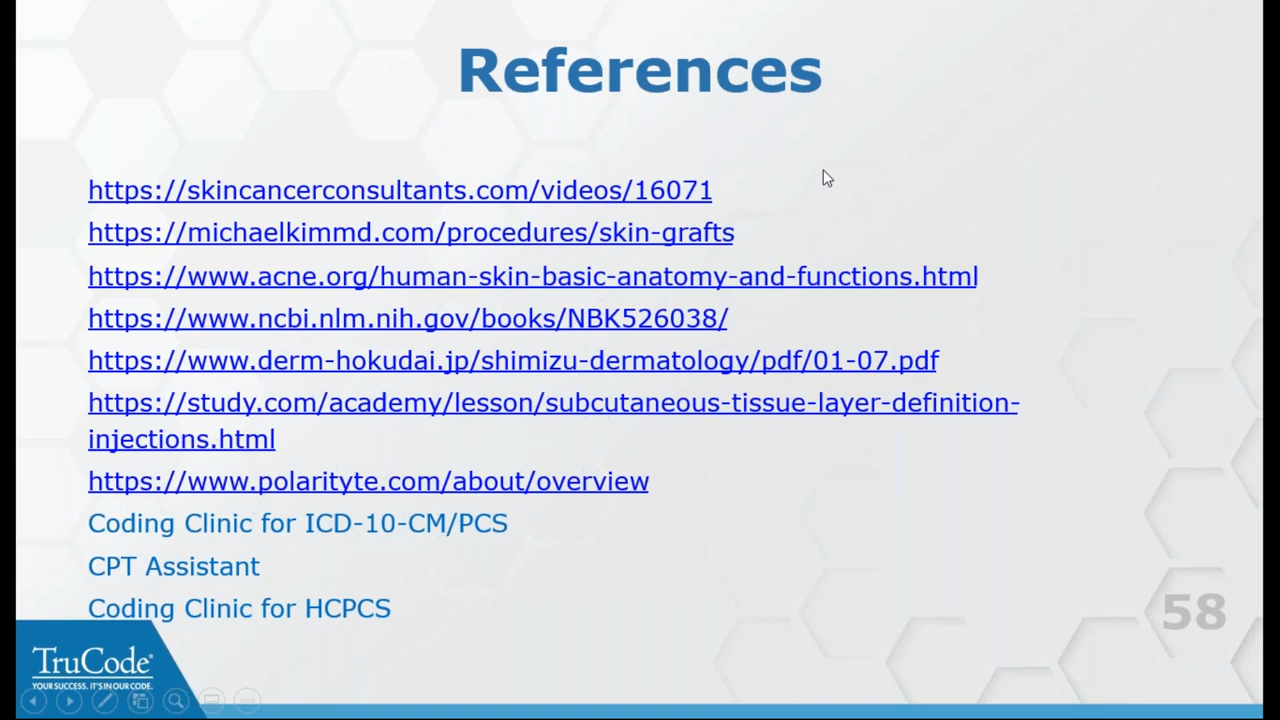 References
https://skincancerconsultants.com/videos/16071
https://michaelkimmd.com/procedures/skin-grafts
https://www.acne.org/human-skin-basic-anatomy-and-functions.html
https://www.ncbi.nlm.nih.gov/books/NBK526038/
https://www.derm-hokudai.jp/shimizu-dermatology/pdf/01-07.pdf
https://study.com/academy/lesson/subcutaneous-tissue-layer-definition-
injections.html
https://www.polarityte.com/about/overview
Coding Clinic for ICD-10-CM/PCS
CPT Assistant
Coding Clinic for HCPCS
58
TruCode®
YOUR SUCCESS. IT'S IN OUR CODE.